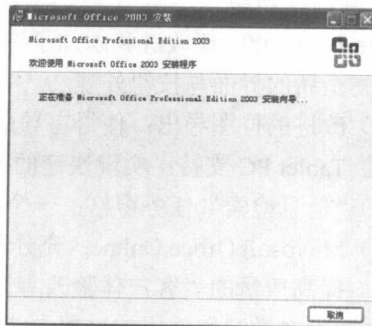 Microsoft Office 2003 安装
Microsoft Office Professional Edition 2003
欢迎使用 Microsoft Office 2003 安装程序
正在准备 Microsoft Office Professional Edition 2003 安装向导...
取消